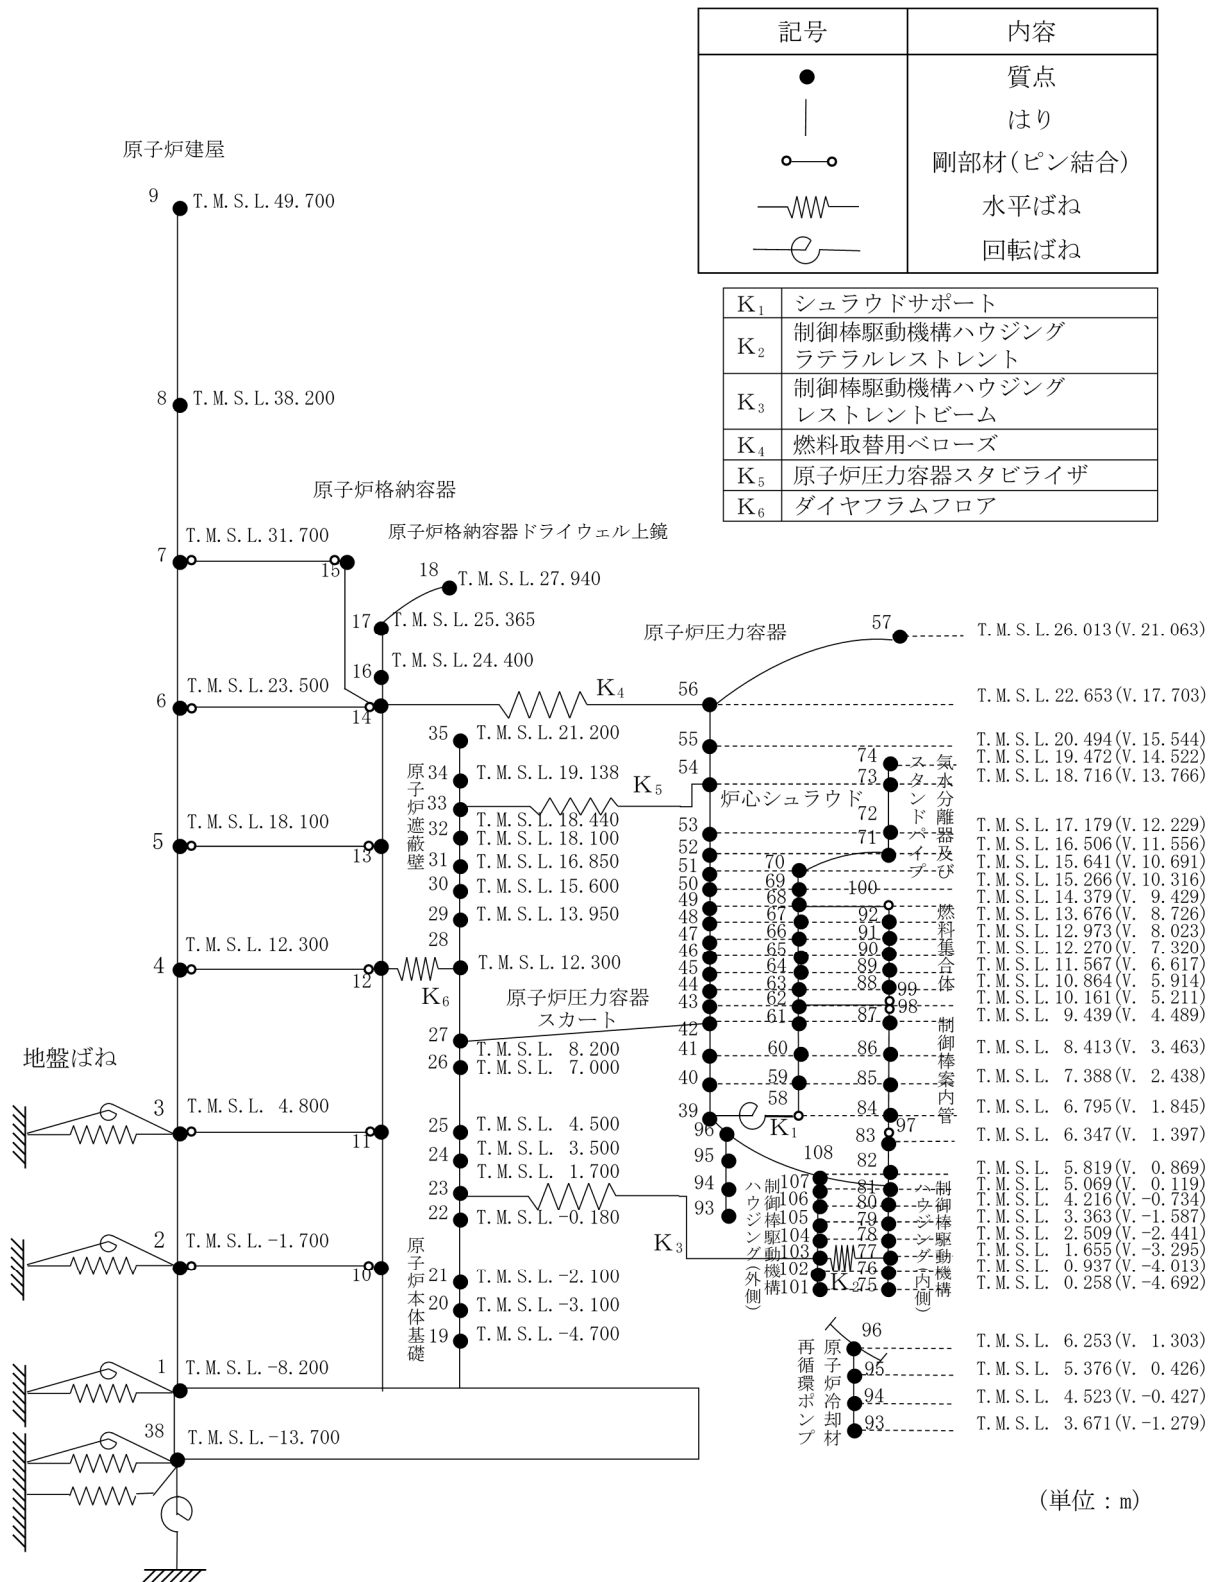 記号 内容
質点
はり
剛部材(ピン結合)
水平ばね
回転ばね
K₁ シュラウドサポート
K₂ 制御棒駆動機構ハウジング
ラテラルレストレント
K₃ 制御棒駆動機構ハウジング
レストレントビーム
K₄ 燃料取替用ベローズ
K₅ 原子炉圧力容器スタビライザ
K₆ ダイヤフラムフロア
原子炉建屋
9 T.M.S.L.49.700
8 T.M.S.L.38.200
7 T.M.S.L.31.700
6 T.M.S.L.23.500
5 T.M.S.L.18.100
4 T.M.S.L.12.300
地盤ばね
3 T.M.S.L. 4.800
2 T.M.S.L.-1.700
1 T.M.S.L.-8.200
38 T.M.S.L.-13.700
原子炉格納容器
原子炉格納容器ドライウェル上鏡
18 T.M.S.L.27.940
17 T.M.S.L.25.365
16 T.M.S.L.24.400
15
14
13
12
11
10
K₄
K₅
K₆
K₃
K₁
K₂
35 T.M.S.L.21.200
34 T.M.S.L.19.138
33 T.M.S.L.18.440
32 T.M.S.L.18.100
31 T.M.S.L.16.850
30 T.M.S.L.15.600
29 T.M.S.L.13.950
28 T.M.S.L.12.300
27 T.M.S.L. 8.200
26 T.M.S.L. 7.000
25 T.M.S.L. 4.500
24 T.M.S.L. 3.500
23 T.M.S.L. 1.700
22 T.M.S.L.-0.180
21 T.M.S.L.-2.100
20 T.M.S.L.-3.100
19 T.M.S.L.-4.700
原子炉遮蔽壁
原子炉本体基礎
原子炉圧力容器
スカート
原子炉圧力容器
57
56
55
54
53
52
51
50
49
48
47
46
45
44
43
42
41
40
39
炉心シュラウド
70
69
68
67
66
65
64
63
62
61
60
59
58
気水分離器及び
スタンドパイプ
74
73
72
71
燃料集合体
100
92
91
90
89
88
99
98
制御棒案内管
87
86
85
84
97
83
82
81
80
79
78
77
76
75
制御棒駆動機構
ハウジング(内側)
96
95
94
93
制御棒駆動機構
ハウジング(外側)
108
107
106
105
104
103
102
101
T.M.S.L.26.013(V.21.063)
T.M.S.L.22.653(V.17.703)
T.M.S.L.20.494(V.15.544)
T.M.S.L.19.472(V.14.522)
T.M.S.L.18.716(V.13.766)
T.M.S.L.17.179(V.12.229)
T.M.S.L.16.506(V.11.556)
T.M.S.L.15.641(V.10.691)
T.M.S.L.15.266(V.10.316)
T.M.S.L.14.379(V. 9.429)
T.M.S.L.13.676(V. 8.726)
T.M.S.L.12.973(V. 8.023)
T.M.S.L.12.270(V. 7.320)
T.M.S.L.11.567(V. 6.617)
T.M.S.L.10.864(V. 5.914)
T.M.S.L.10.161(V. 5.211)
T.M.S.L. 9.439(V. 4.489)
T.M.S.L. 8.413(V. 3.463)
T.M.S.L. 7.388(V. 2.438)
T.M.S.L. 6.795(V. 1.845)
T.M.S.L. 6.347(V. 1.397)
T.M.S.L. 5.819(V. 0.869)
T.M.S.L. 5.069(V. 0.119)
T.M.S.L. 4.216(V.-0.734)
T.M.S.L. 3.363(V.-1.587)
T.M.S.L. 2.509(V.-2.441)
T.M.S.L. 1.655(V.-3.295)
T.M.S.L. 0.937(V.-4.013)
T.M.S.L. 0.258(V.-4.692)
原子炉冷却材
再循環ポンプ
96 T.M.S.L. 6.253(V. 1.303)
95 T.M.S.L. 5.376(V. 0.426)
94 T.M.S.L. 4.523(V.-0.427)
93 T.M.S.L. 3.671(V.-1.279)
(単位：m)